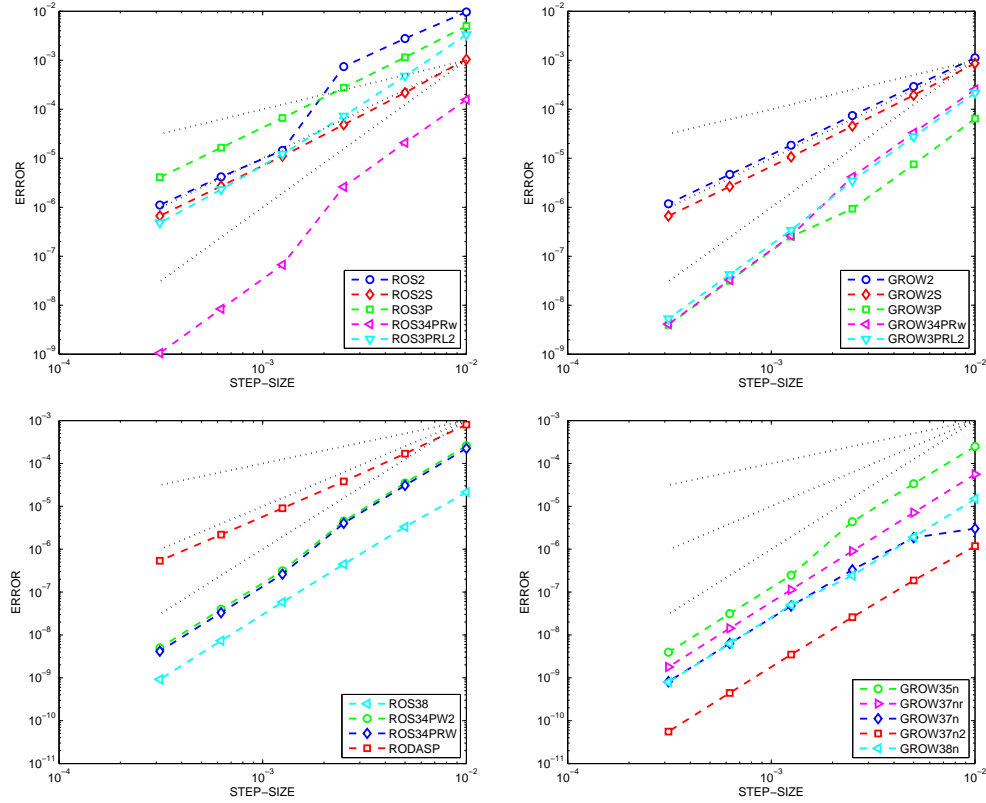 10^-2
10^-3
10^-4
10^-5
10^-6
10^-7
10^-8
10^-9
ERROR
10^-4
10^-3
10^-2
STEP-SIZE
ROS2
ROS2S
ROS3P
ROS34PRw
ROS3PRL2
10^-2
10^-3
10^-4
10^-5
10^-6
10^-7
10^-8
10^-9
ERROR
10^-4
10^-3
10^-2
STEP-SIZE
GROW2
GROW2S
GROW3P
GROW34PRw
GROW3PRL2
10^-3
10^-4
10^-5
10^-6
10^-7
10^-8
10^-9
10^-10
10^-11
ERROR
10^-4
10^-3
10^-2
STEP-SIZE
ROS38
ROS34PW2
ROS34PRW
RODASP
10^-3
10^-4
10^-5
10^-6
10^-7
10^-8
10^-9
10^-10
10^-11
ERROR
10^-4
10^-3
10^-2
STEP-SIZE
GROW35n
GROW37nr
GROW37n
GROW37n2
GROW38n